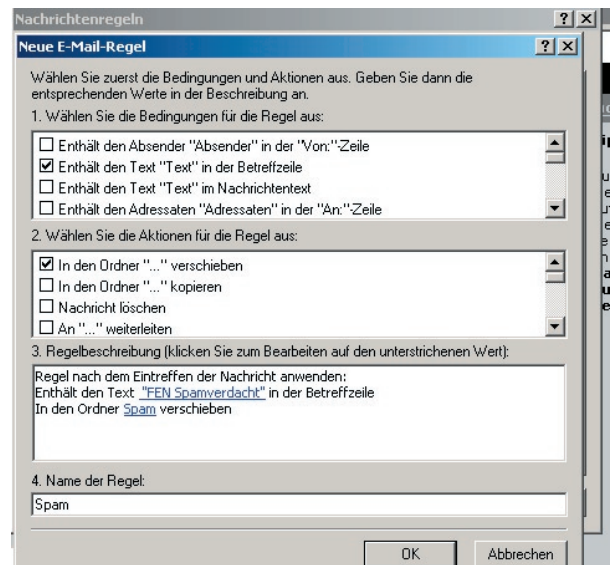 Nachrichtenregeln
Neue E-Mail-Regel
Wählen Sie zuerst die Bedingungen und Aktionen aus. Geben Sie dann die
entsprechenden Werte in der Beschreibung an.
1. Wählen Sie die Bedingungen für die Regel aus:
Enthält den Absender "Absender" in der "Von:"-Zeile
Enthält den Text "Text" in der Betreffzeile
Enthält den Text "Text" im Nachrichtentext
Enthält den Adressaten "Adressaten" in der "An:"-Zeile
2. Wählen Sie die Aktionen für die Regel aus:
In den Ordner "..." verschieben
In den Ordner "..." kopieren
Nachricht löschen
An "..." weiterleiten
3. Regelbeschreibung (klicken Sie zum Bearbeiten auf den unterstrichenen Wert):
Regel nach dem Eintreffen der Nachricht anwenden:
Enthält den Text "FEN Spamverdacht" in der Betreffzeile
In den Ordner Spam verschieben
4. Name der Regel:
Spam
OK Abbrechen